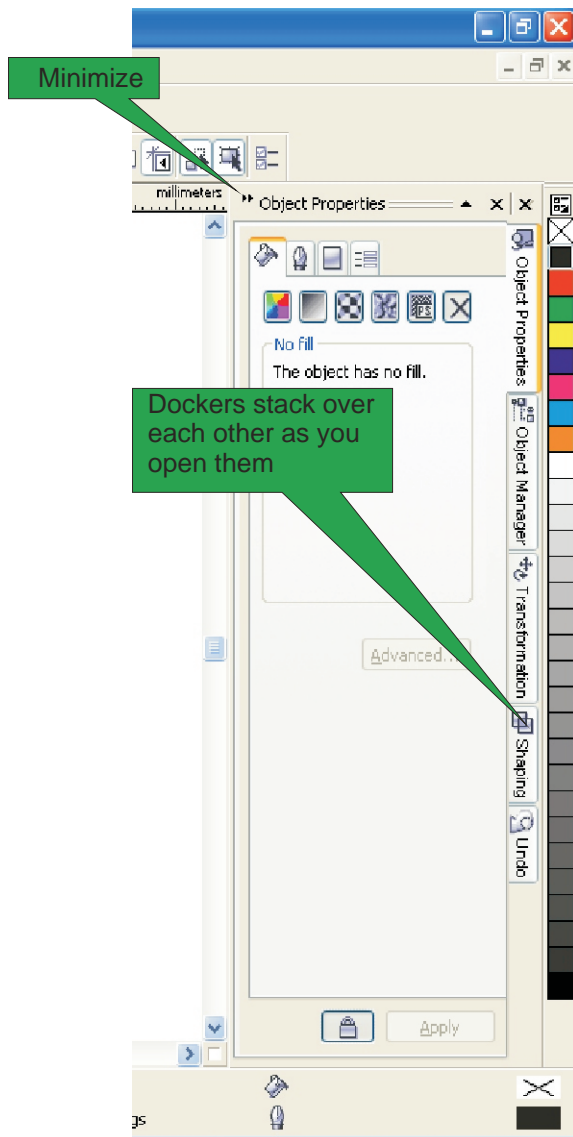 Minimize
millimeters
Object Properties
No fill
The object has no fill.
Dockers stack over
each other as you
open them
Advanced...
Object Properties
Object Manager
Transformation
Shaping
Undo
Apply
gs